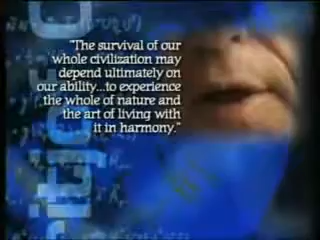 "The survival of our
whole civilization may
depend ultimately on
our ability...to experience
the whole of nature and
the art of living with
it in harmony."